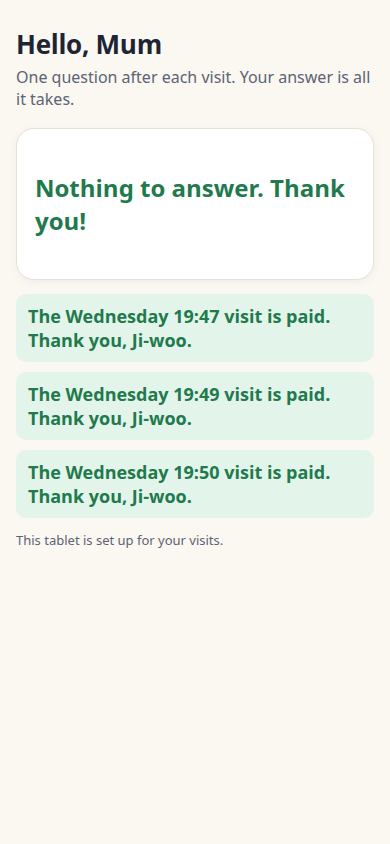 Hello, Mum
One question after each visit. Your answer is all
it takes.
Nothing to answer. Thank
you!
The Wednesday 19:47 visit is paid.
Thank you, Ji-woo.
The Wednesday 19:49 visit is paid.
Thank you, Ji-woo.
The Wednesday 19:50 visit is paid.
Thank you, Ji-woo.
This tablet is set up for your visits.